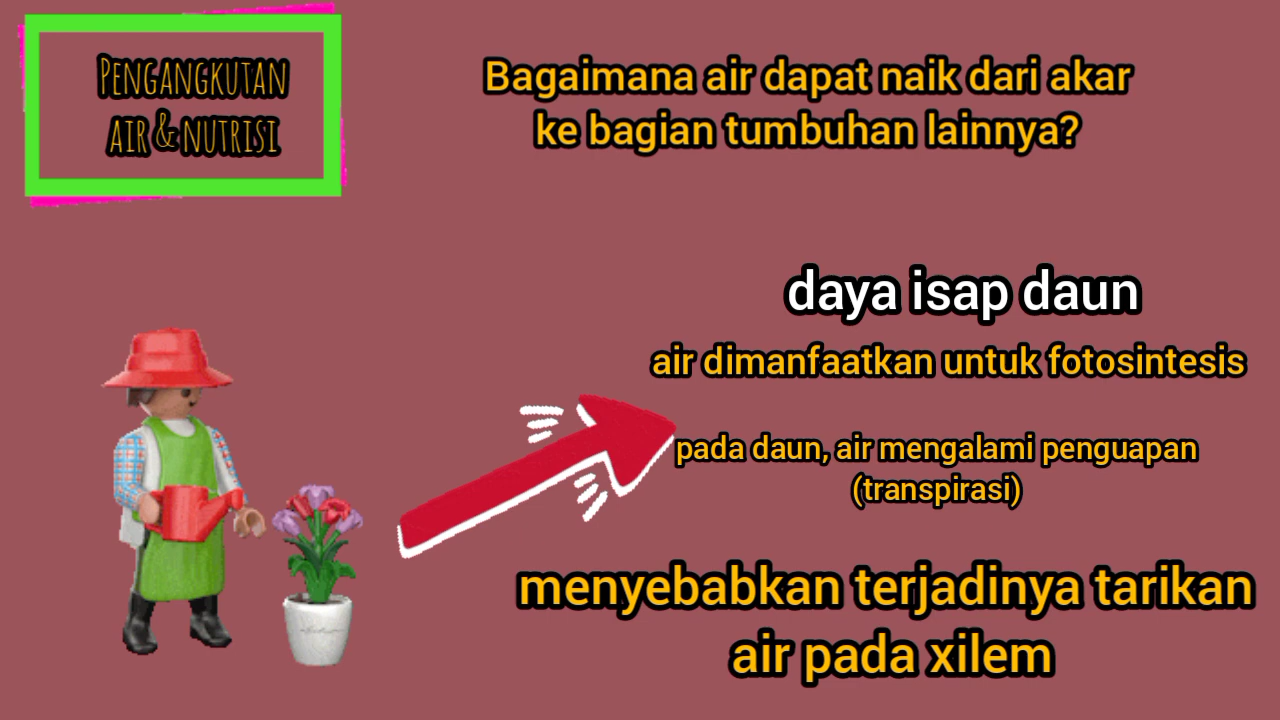 PENGANGKUTAN
AIR & NUTRISI
Bagaimana air dapat naik dari akar
ke bagian tumbuhan lainnya?
daya isap daun
air dimanfaatkan untuk fotosintesis
pada daun, air mengalami penguapan
(transpirasi)
menyebabkan terjadinya tarikan
air pada xilem